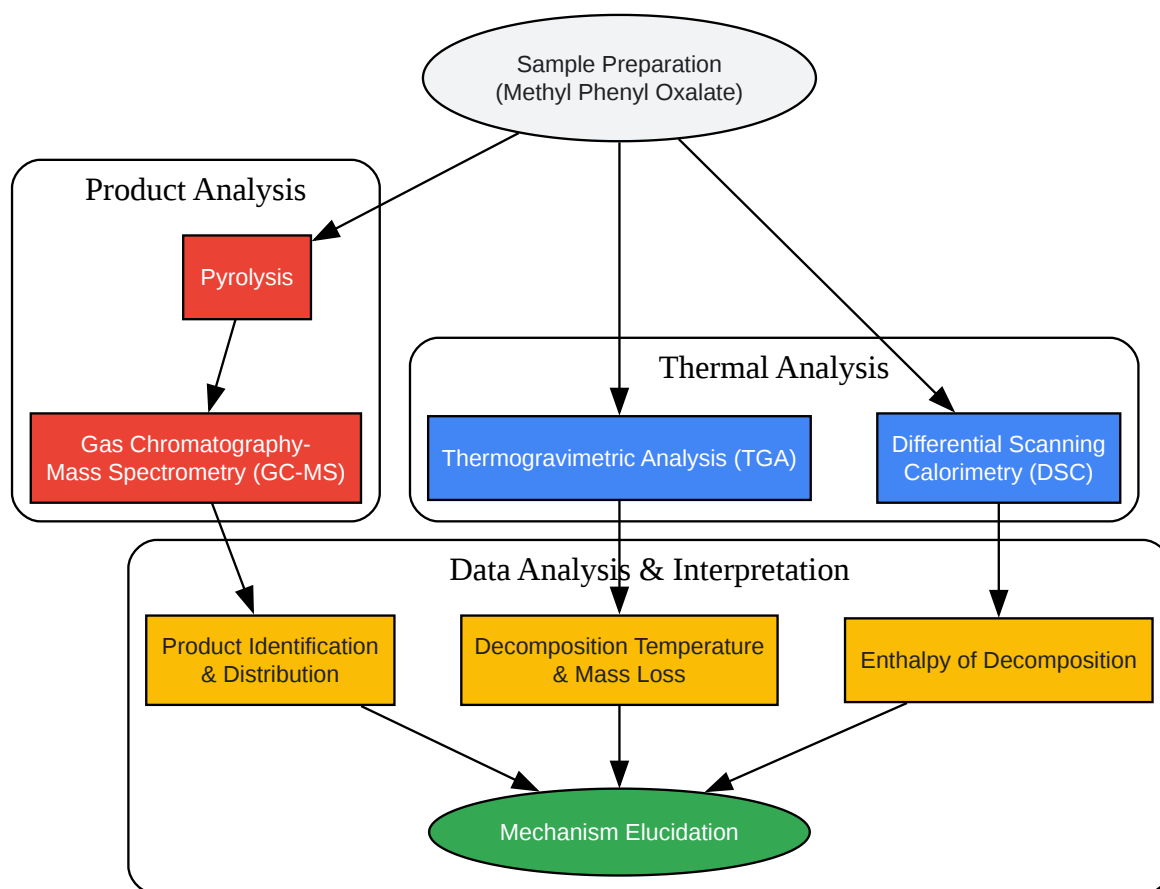 Sample Preparation
(Methyl Phenyl Oxalate)
Product Analysis
Pyrolysis
Gas Chromatography-
Mass Spectrometry (GC-MS)
Thermal Analysis
Thermogravimetric Analysis (TGA)
Differential Scanning
Calorimetry (DSC)
Data Analysis & Interpretation
Product Identification
& Distribution
Decomposition Temperature
& Mass Loss
Enthalpy of Decomposition
Mechanism Elucidation